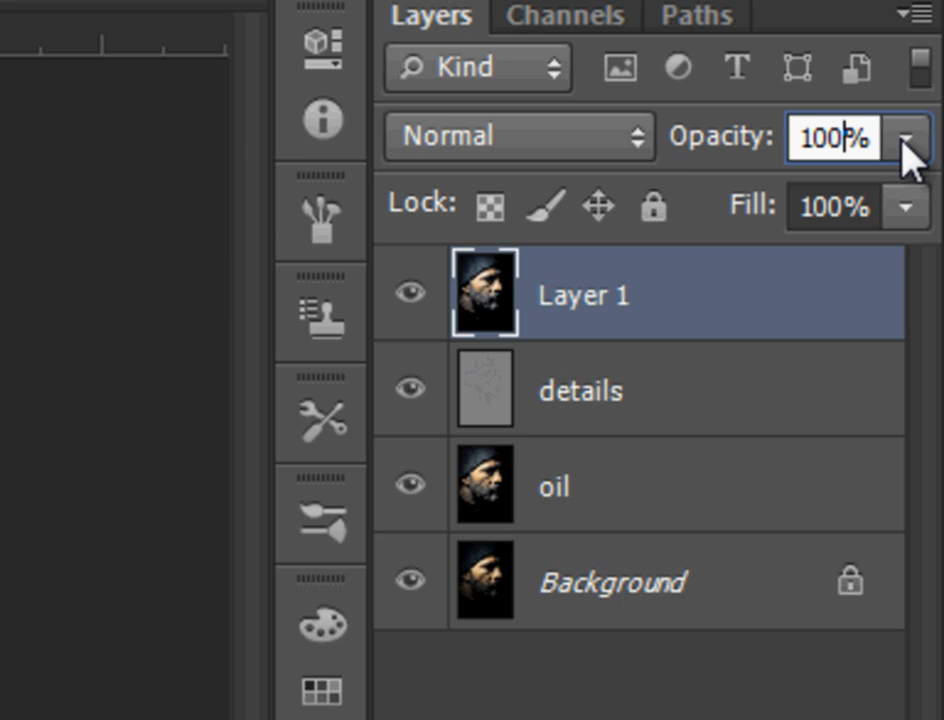 Layers Channels Paths
Kind T
Normal Opacity: 100%
Lock: Fill: 100%
Layer 1
details
oil
Background